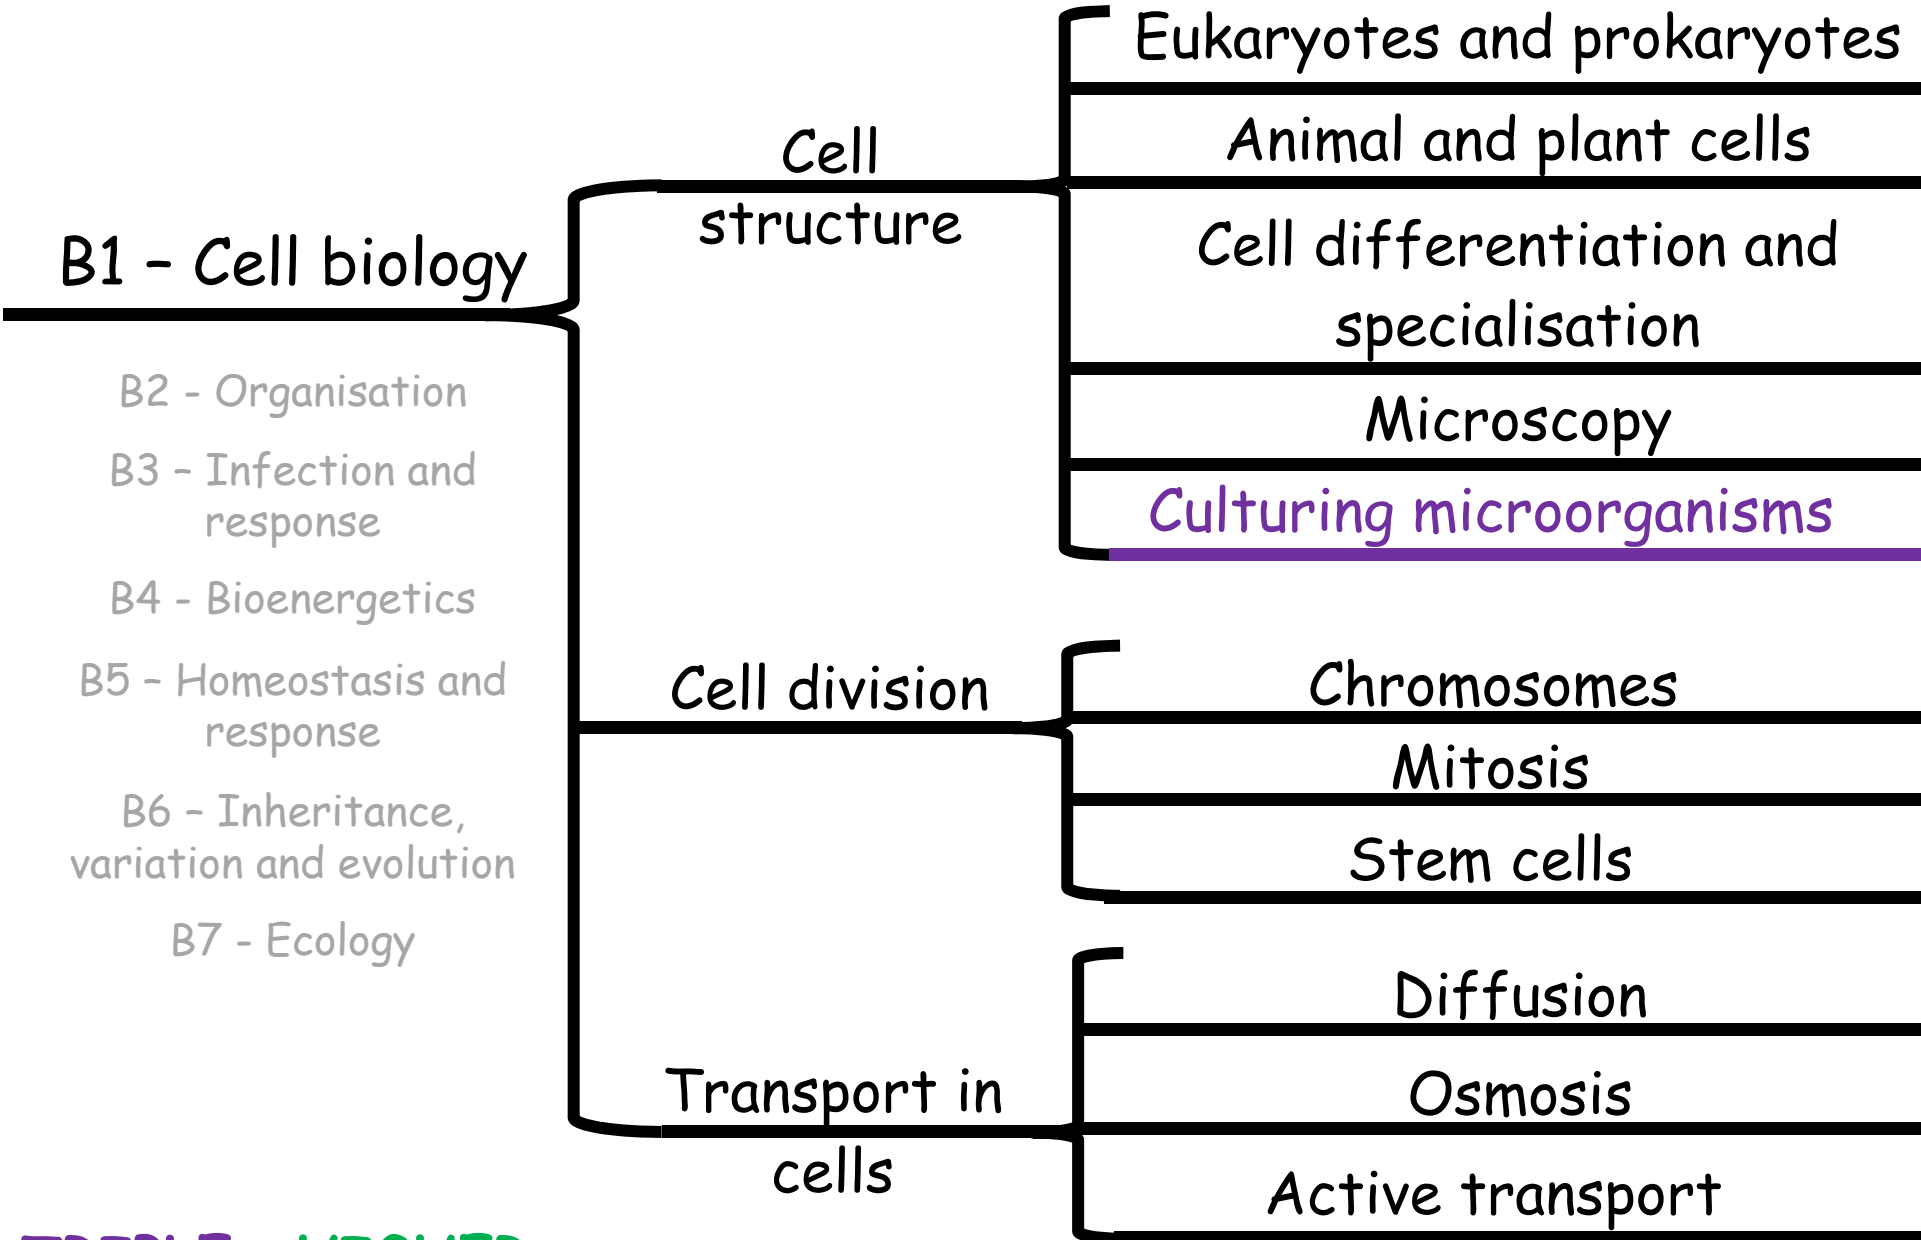 B1 – Cell biology
B2 - Organisation
B3 – Infection and
response
B4 - Bioenergetics
B5 – Homeostasis and
response
B6 – Inheritance,
variation and evolution
B7 - Ecology
Cell
structure
Eukaryotes and prokaryotes
Animal and plant cells
Cell differentiation and
specialisation
Microscopy
Culturing microorganisms
Cell division
Chromosomes
Mitosis
Stem cells
Transport in
cells
Diffusion
Osmosis
Active transport